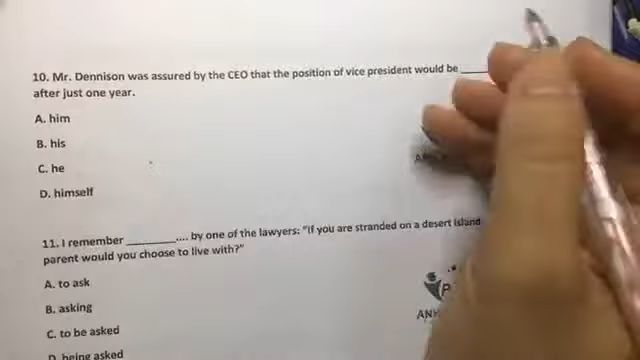 10. Mr. Dennison was assured by the CEO that the position of vice president would be ______
after just one year.
A. him
B. his
C. he
D. himself
11. I remember _________.... by one of the lawyers: "If you are stranded on a desert island
parent would you choose to live with?"
A. to ask
B. asking
C. to be asked
D. being asked